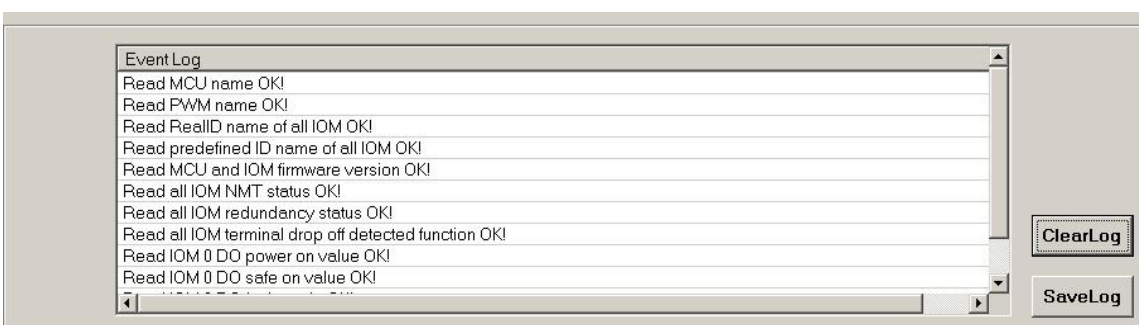 Event Log
Read MCU name OK!
Read PWM name OK!
Read RealID name of all IOM OK!
Read predefined ID name of all IOM OK!
Read MCU and IOM firmware version OK!
Read all IOM NMT status OK!
Read all IOM redundancy status OK!
Read all IOM terminal drop off detected function OK!
Read IOM 0 DO power on value OK!
Read IOM 0 DO safe on value OK!
ClearLog
SaveLog